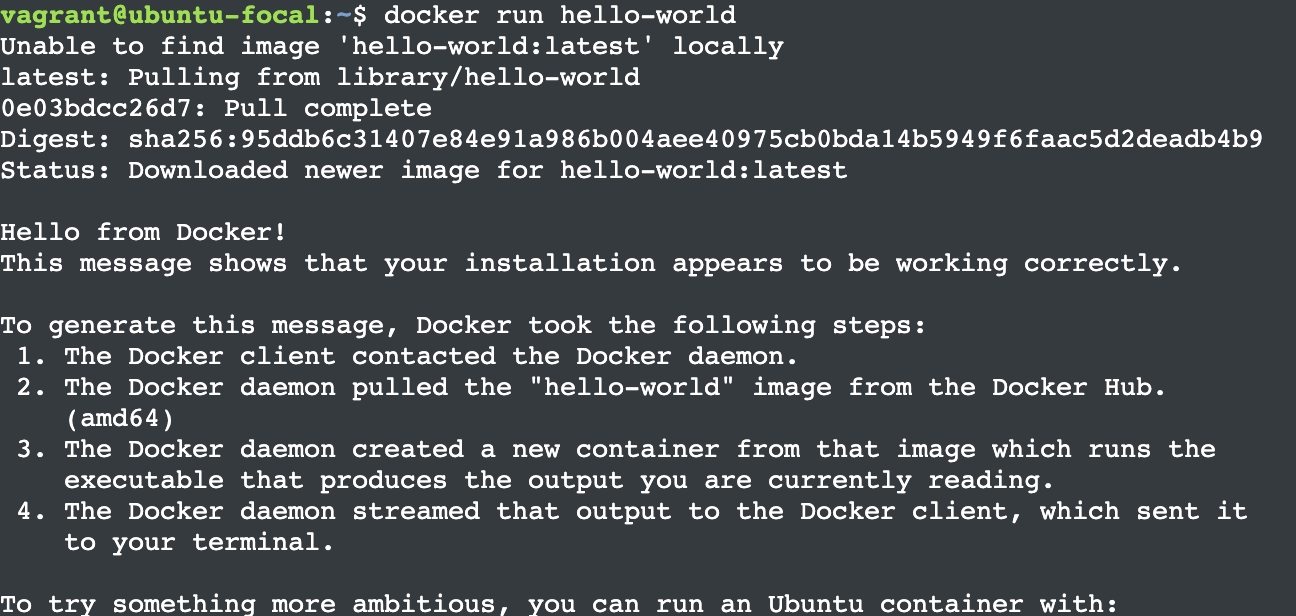 vagrant@ubuntu-focal:~$ docker run hello-world
Unable to find image 'hello-world:latest' locally
latest: Pulling from library/hello-world
0e03bdcc26d7: Pull complete
Digest: sha256:95ddb6c31407e84e91a986b004aee40975cb0bda14b5949f6faac5d2deadb4b9
Status: Downloaded newer image for hello-world:latest
Hello from Docker!
This message shows that your installation appears to be working correctly.
To generate this message, Docker took the following steps:
1. The Docker client contacted the Docker daemon.
2. The Docker daemon pulled the "hello-world" image from the Docker Hub.
(amd64)
3. The Docker daemon created a new container from that image which runs the
executable that produces the output you are currently reading.
4. The Docker daemon streamed that output to the Docker client, which sent it
to your terminal.
To try something more ambitious, you can run an Ubuntu container with: